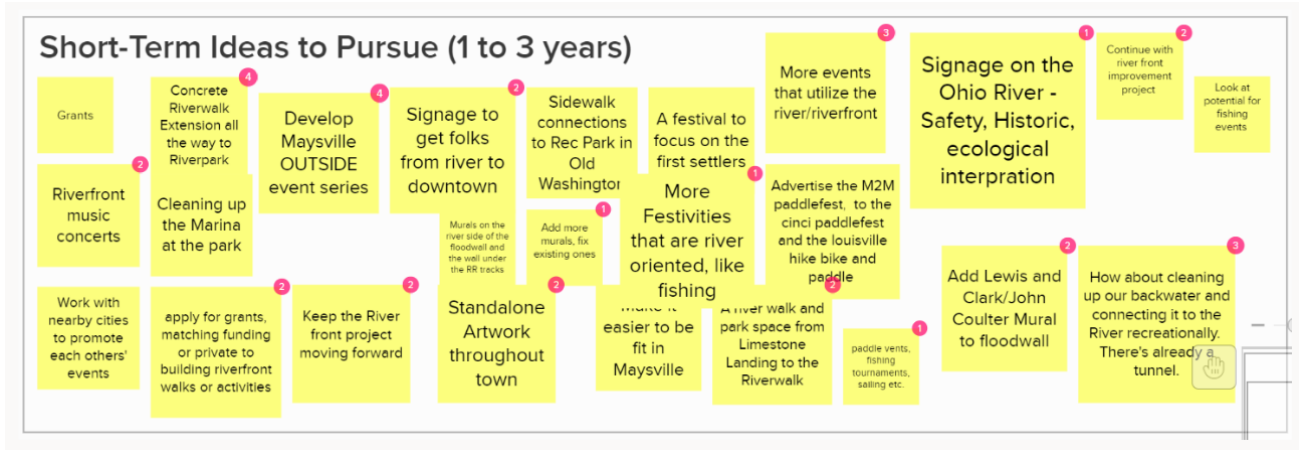 Short-Term Ideas to Pursue (1 to 3 years)
Grants
4
Concrete
Riverwalk
Extension all
the way to
Riverpark
4
Develop
Maysville
OUTSIDE
event series
2
Signage to
get folks
from river to
downtown
Sidewalk
connections
to Rec Park in
Old
Washington
A festival to
focus on the
first settlers
3
More events
that utilize the
river/riverfront
1
Signage on the
Ohio River -
Safety, Historic,
ecological
interpration
2
Continue with
river front
improvement
project
Look at
potential for
fishing
events
2
Riverfront
music
concerts
Cleaning up
the Marina
at the park
Murals on the
river side of the
floodwall and
the wall under
the RR tracks
1
Add more
murals, fix
existing ones
1
More
Festivities
that are river
oriented, like
fishing
Advertise the M2M
paddlefest, to the
cinci paddlefest
and the louisville
hike bike and
paddle
2
Add Lewis and
Clark/John
Coulter Mural
to floodwall
3
How about cleaning
up our backwater and
connecting it to the
River recreationally.
There's already a
tunnel.
Work with
nearby cities
to promote
each others'
events
2
apply for grants,
matching funding
or private to
building riverfront
walks or activities
2
Keep the River
front project
moving forward
2
Standalone
Artwork
throughout
town
Make it
easier to be
fit in
Maysville
2
A river walk and
park space from
Limestone
Landing to the
Riverwalk
1
paddle vents,
fishing
tournaments,
sailing etc.